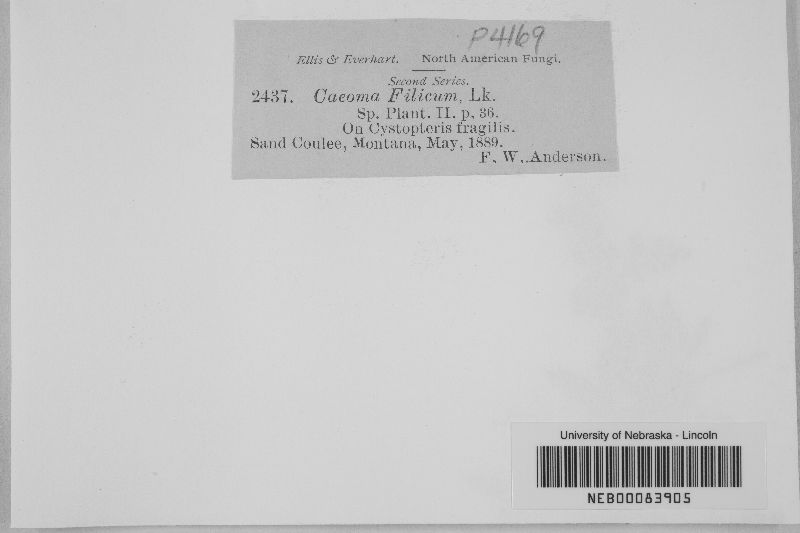 P4169
Ellis & Everhart. North American Fungi.
Second Series.
2437. Caeoma Filicum, Lk.
Sp. Plant. II. p. 36.
On Cystopteris fragilis.
Sand Coulee, Montana, May, 1889.
F. W. Anderson.
University of Nebraska - Lincoln
NEB00083905